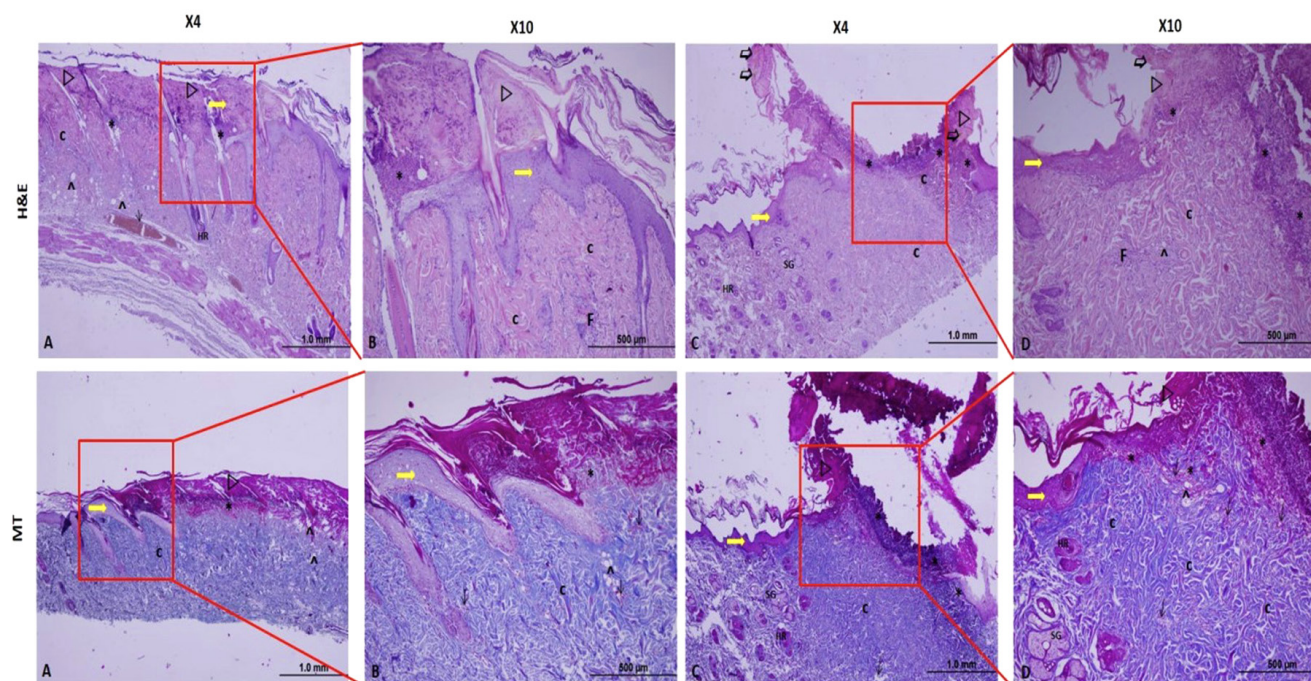 X4 X10 X4 X10
H&E
C
* *
^ ^
HR
A 1.0 mm
*
C F
B 500 µm
* * *
C
C
SG
HR
C 1.0 mm
* * *
C
F ^
D 500 µm
MT
*
C ^ ^
A 1.0 mm
*
^
C
B 500 µm
* * *
SG
HR C
C 1.0 mm
* * *
^
C
HR
C
C
SG
D 500 µm